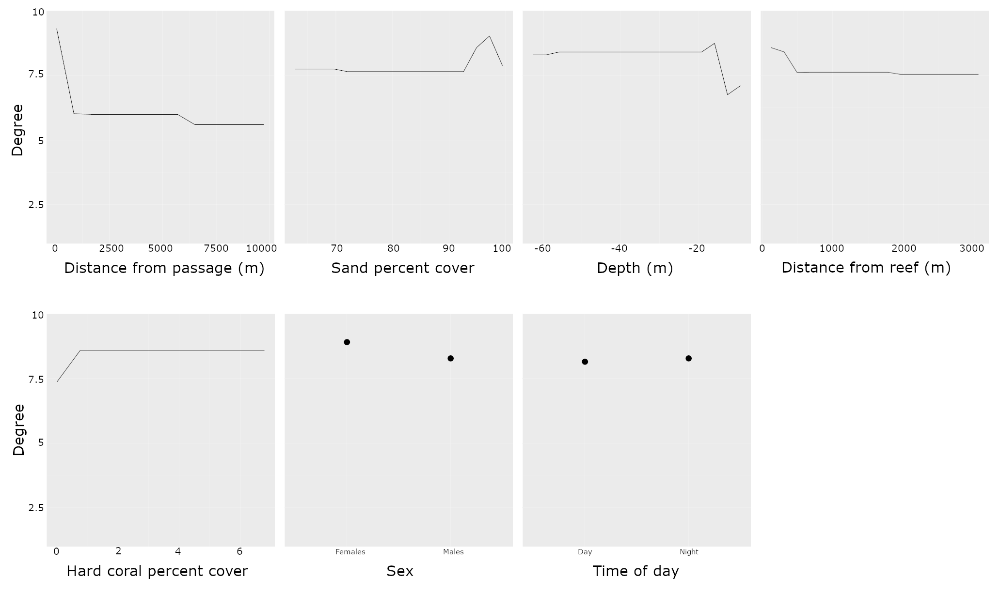 10
7.5
5
2.5
Degree
0 2500 5000 7500 10000
Distance from passage (m)
70 80 90 100
Sand percent cover
-60 -40 -20
Depth (m)
0 1000 2000 3000
Distance from reef (m)
10
7.5
5
2.5
Degree
0 2 4 6
Hard coral percent cover
Females Males
Sex
Day Night
Time of day